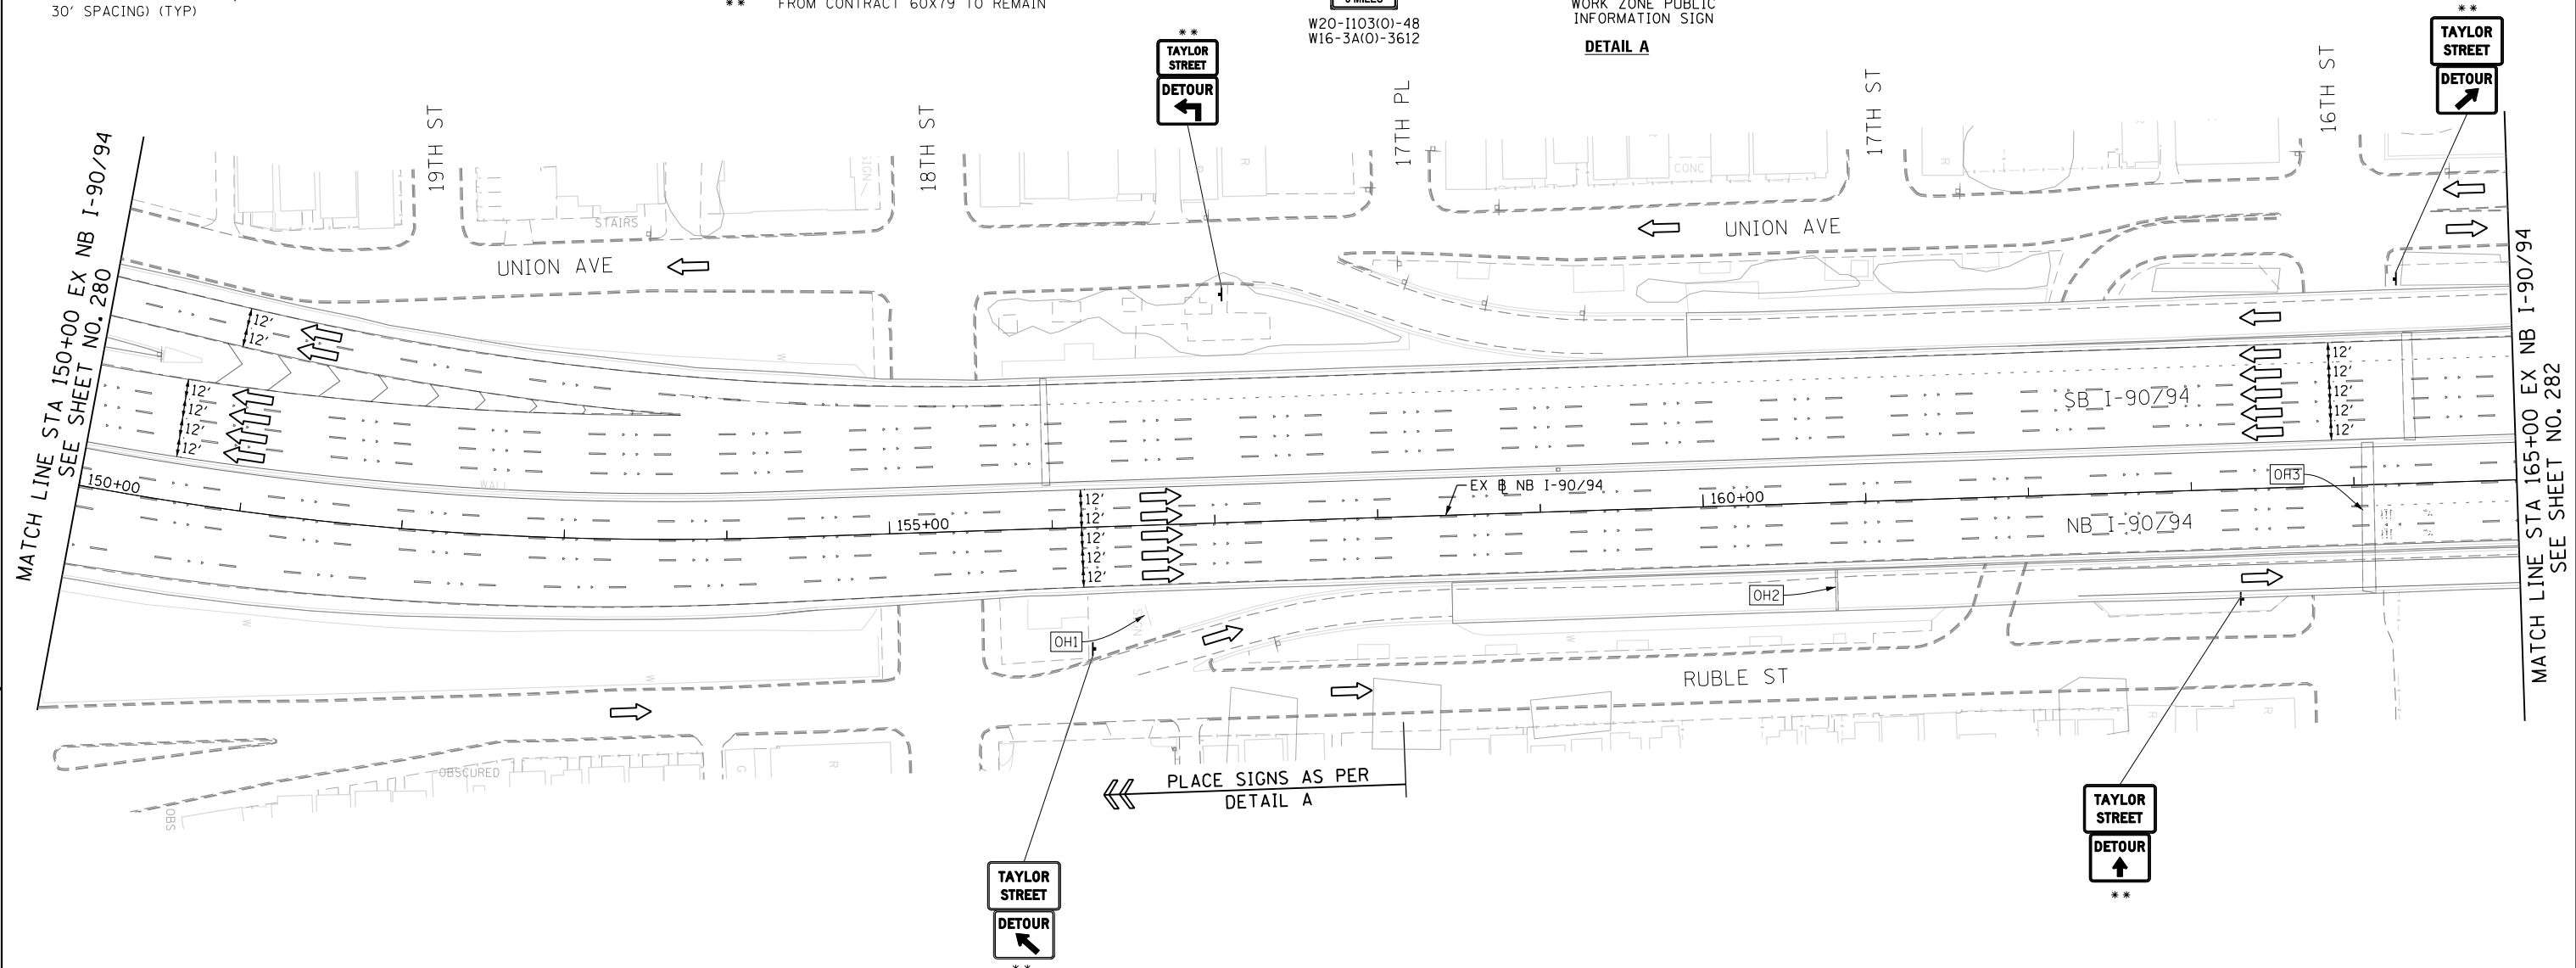 30' SPACING) (TYP)
** FROM CONTRACT 60X79 TO REMAIN
W20-I103(O)-48
W16-3A(O)-3612
WORK ZONE PUBLIC
INFORMATION SIGN
DETAIL A
**
TAYLOR
STREET
DETOUR
**
TAYLOR
STREET
DETOUR
19TH ST
18TH ST
17TH PL
17TH ST
16TH ST
MATCH LINE STA 150+00 EX NB I-90/94
SEE SHEET NO. 280
SIGN
R
R
CONC
R
STAIRS
UNION AVE
UNION AVE
12'
12'
W
12'
12'
12'
12'
SB I-90/94
12'
12'
12'
12'
12'
WALL
150+00
155+00
12'
12'
12'
12'
12'
EX B NB I-90/94
160+00
NB I-90/94
OH3
OH2
OH1
SIGN
W
W
W
RUBLE ST
MATCH LINE STA 165+00 EX NB I-90/94
SEE SHEET NO. 282
OBSCURED
OBS
G
R
R
R
PLACE SIGNS AS PER
DETAIL A
TAYLOR
STREET
DETOUR
**
TAYLOR
STREET
DETOUR
**